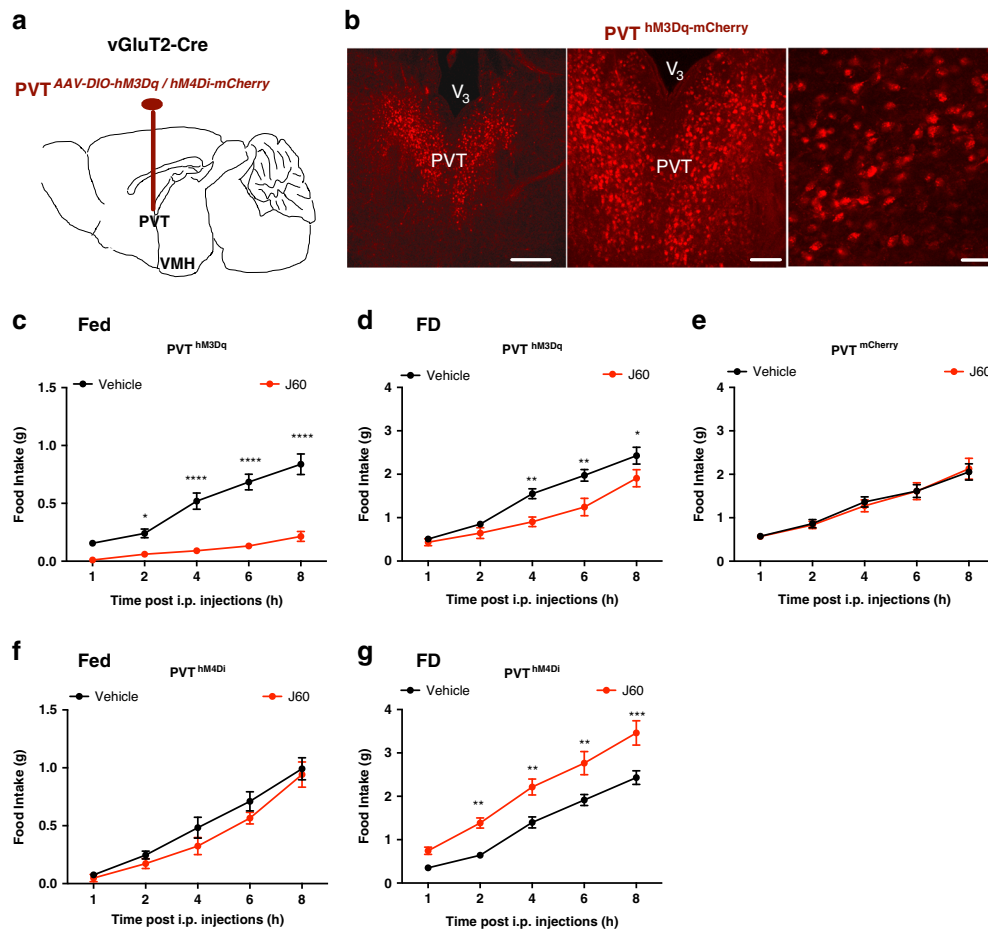 a
vGluT2-Cre
PVT AAV-DIO-hM3Dq / hM4Di-mCherry
PVT
VMH
b
PVT hM3Dq-mCherry
V3
PVT
V3
PVT
c Fed
PVT hM3Dq
Vehicle J60
Food Intake (g)
1.5
1.0
0.5
0.0
* **** **** ****
1 2 4 6 8
Time post i.p. injections (h)
d FD
PVT hM3Dq
Vehicle J60
Food Intake (g)
4
3
2
1
0
** ** *
1 2 4 6 8
Time post i.p. injections (h)
e
PVT mCherry
Vehicle J60
Food Intake (g)
4
3
2
1
0
1 2 4 6 8
Time post i.p. injections (h)
f Fed
PVT hM4Di
Vehicle J60
Food Intake (g)
1.5
1.0
0.5
0.0
1 2 4 6 8
Time post i.p. injections (h)
g FD
PVT hM4Di
Vehicle J60
Food Intake (g)
4
3
2
1
0
** ** ** ***
1 2 4 6 8
Time post i.p. injections (h)